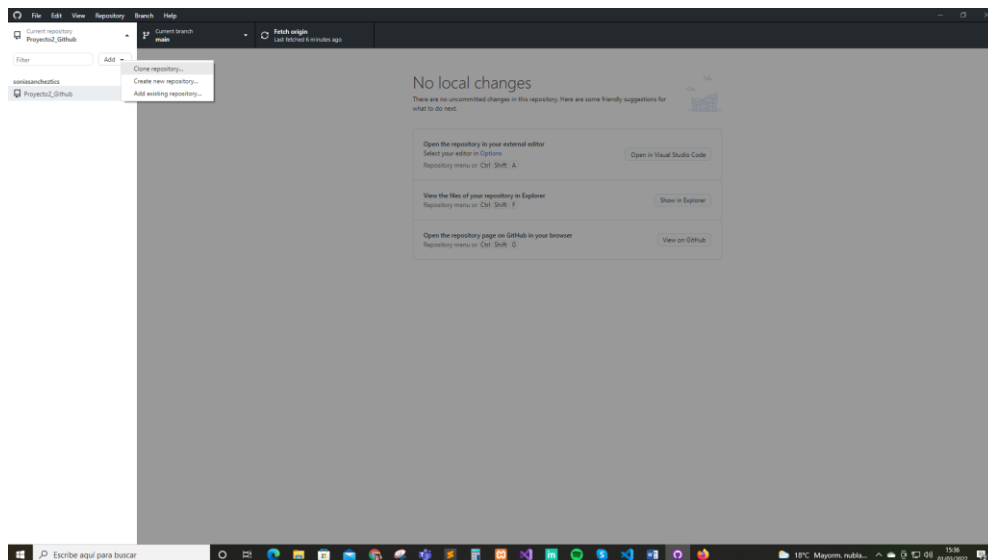 File Edit View Repository Branch Help
Current repository
Proyecto2_Github
Current branch
main
Fetch origin
Last fetched 6 minutes ago
Filter
Add
Clone repository...
Create new repository...
Add existing repository...
soniasancheztics
Proyecto2_Github
No local changes
There are no uncommitted changes in this repository. Here are some friendly suggestions for
what to do next.
Open the repository in your external editor
Select your editor in Options
Repository menu or Ctrl Shift A
Open in Visual Studio Code
View the files of your repository in Explorer
Repository menu or Ctrl Shift F
Show in Explorer
Open the repository page on GitHub in your browser
Repository menu or Ctrl Shift G
View on GitHub
Escribe aquí para buscar
18°C Mayorm. nubla...
15:36
01/03/2022